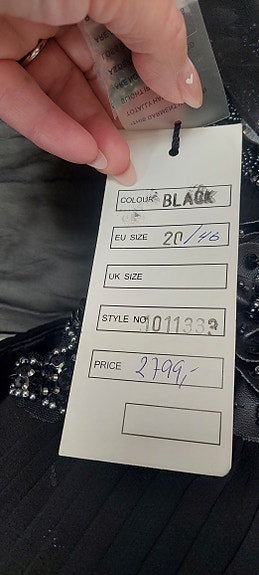 COLOUR BLACK
EU SIZE 20/46
UK SIZE
STYLE NO 1011333
PRICE 2799,-